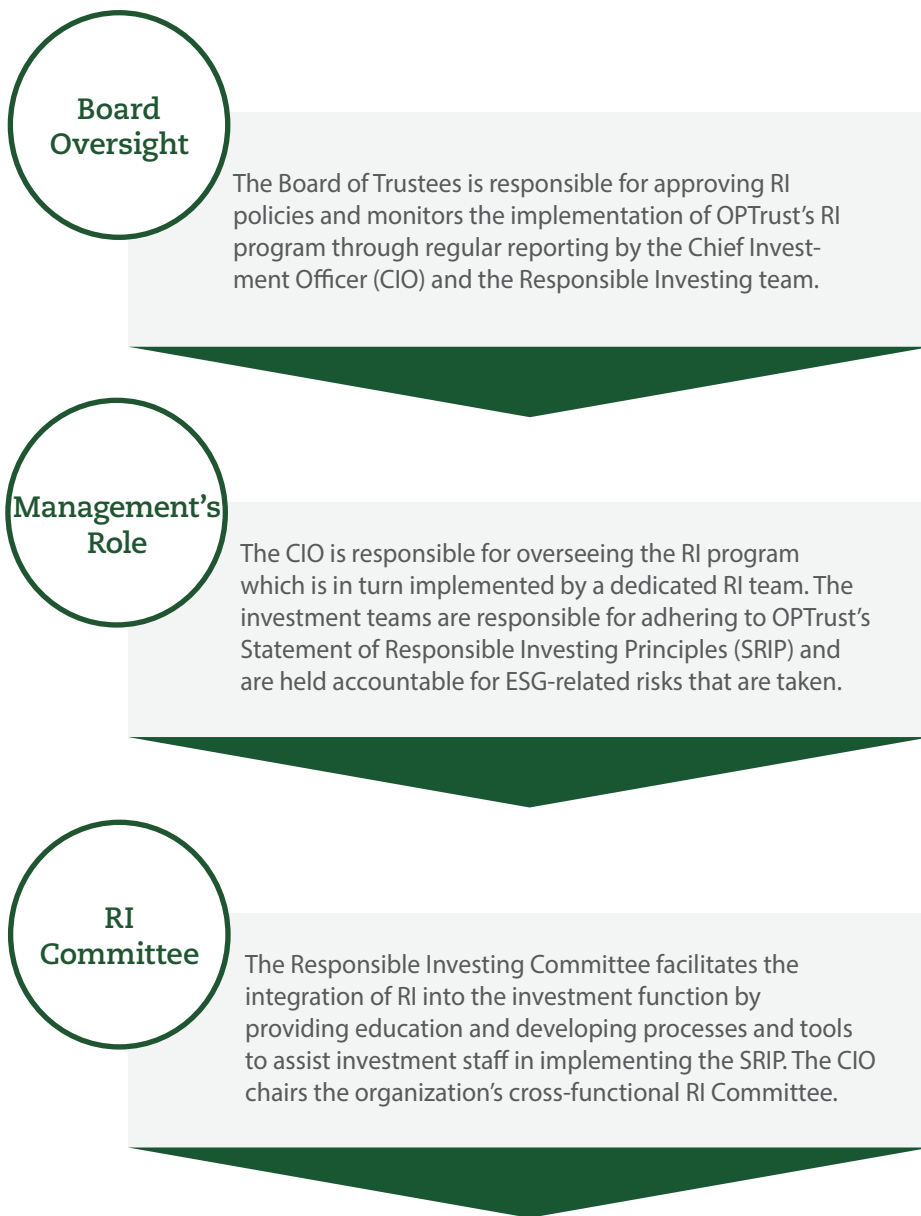 Board
Oversight
The Board of Trustees is responsible for approving RI
policies and monitors the implementation of OPTrust’s RI
program through regular reporting by the Chief Invest-
ment Officer (CIO) and the Responsible Investing team.
Management’s
Role
The CIO is responsible for overseeing the RI program
which is in turn implemented by a dedicated RI team. The
investment teams are responsible for adhering to OPTrust’s
Statement of Responsible Investing Principles (SRIP) and
are held accountable for ESG-related risks that are taken.
RI
Committee
The Responsible Investing Committee facilitates the
integration of RI into the investment function by
providing education and developing processes and tools
to assist investment staff in implementing the SRIP. The CIO
chairs the organization’s cross-functional RI Committee.